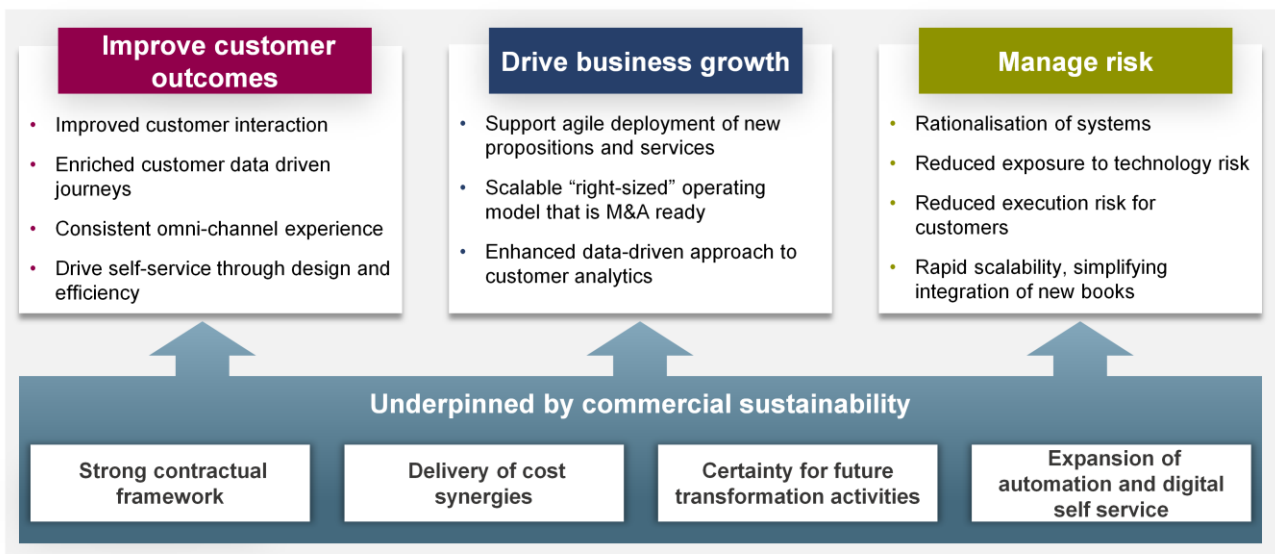 Improve customer
outcomes
• Improved customer interaction
• Enriched customer data driven
journeys
• Consistent omni-channel experience
• Drive self-service through design and
efficiency
Drive business growth
• Support agile deployment of new
propositions and services
• Scalable “right-sized” operating
model that is M&A ready
• Enhanced data-driven approach to
customer analytics
Manage risk
• Rationalisation of systems
• Reduced exposure to technology risk
• Reduced execution risk for
customers
• Rapid scalability, simplifying
integration of new books
Underpinned by commercial sustainability
Strong contractual
framework
Delivery of cost
synergies
Certainty for future
transformation activities
Expansion of
automation and digital
self service